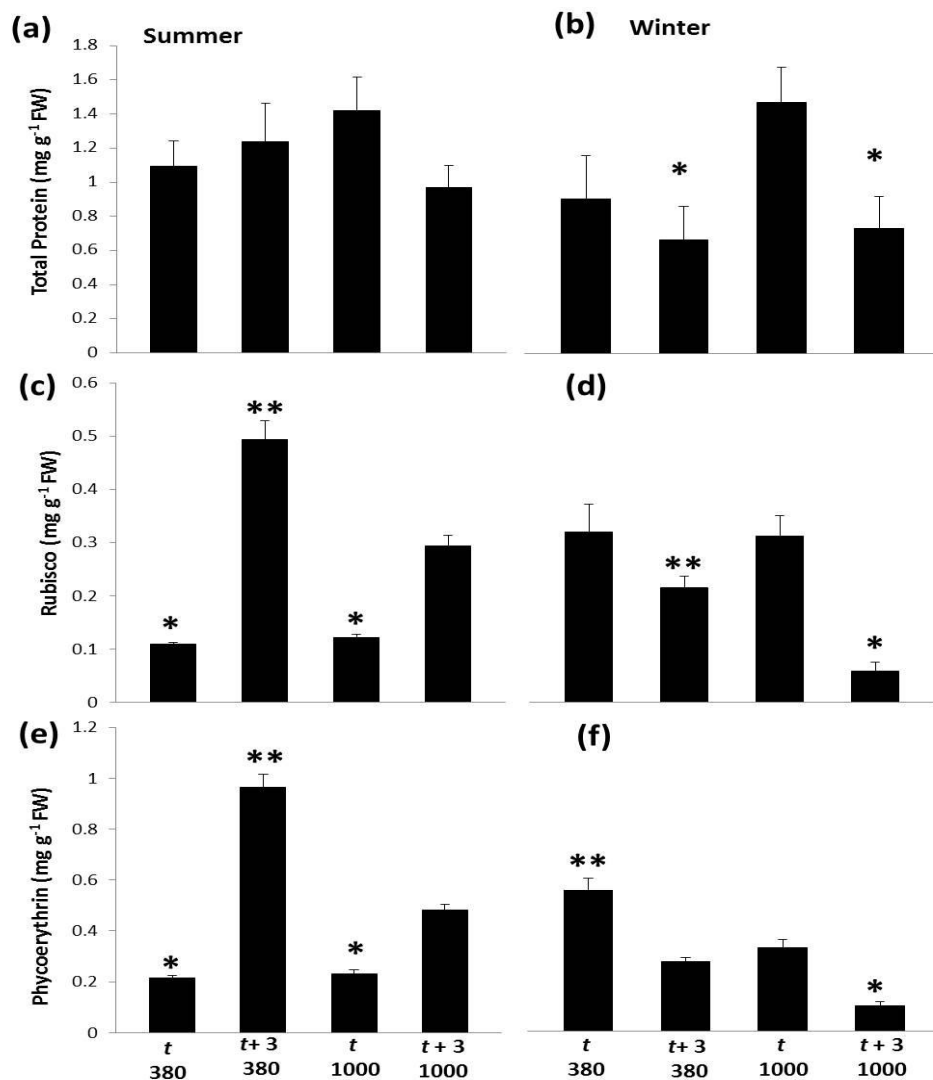 (a) Summer
(b) Winter
Total Protein (mg g-1 FW)
1.8
1.6
1.4
1.2
1
0.8
0.6
0.4
0.2
0
*
*
(c)
(d)
Rubisco (mg g-1 FW)
0.6
0.5
0.4
0.3
0.2
0.1
0
*
**
*
**
*
(e)
(f)
Phycoerythrin (mg g-1 FW)
1.2
1
0.8
0.6
0.4
0.2
0
*
**
*
**
*
t t+ 3 t t + 3
380 380 1000 1000
t t+ 3 t t + 3
380 380 1000 1000